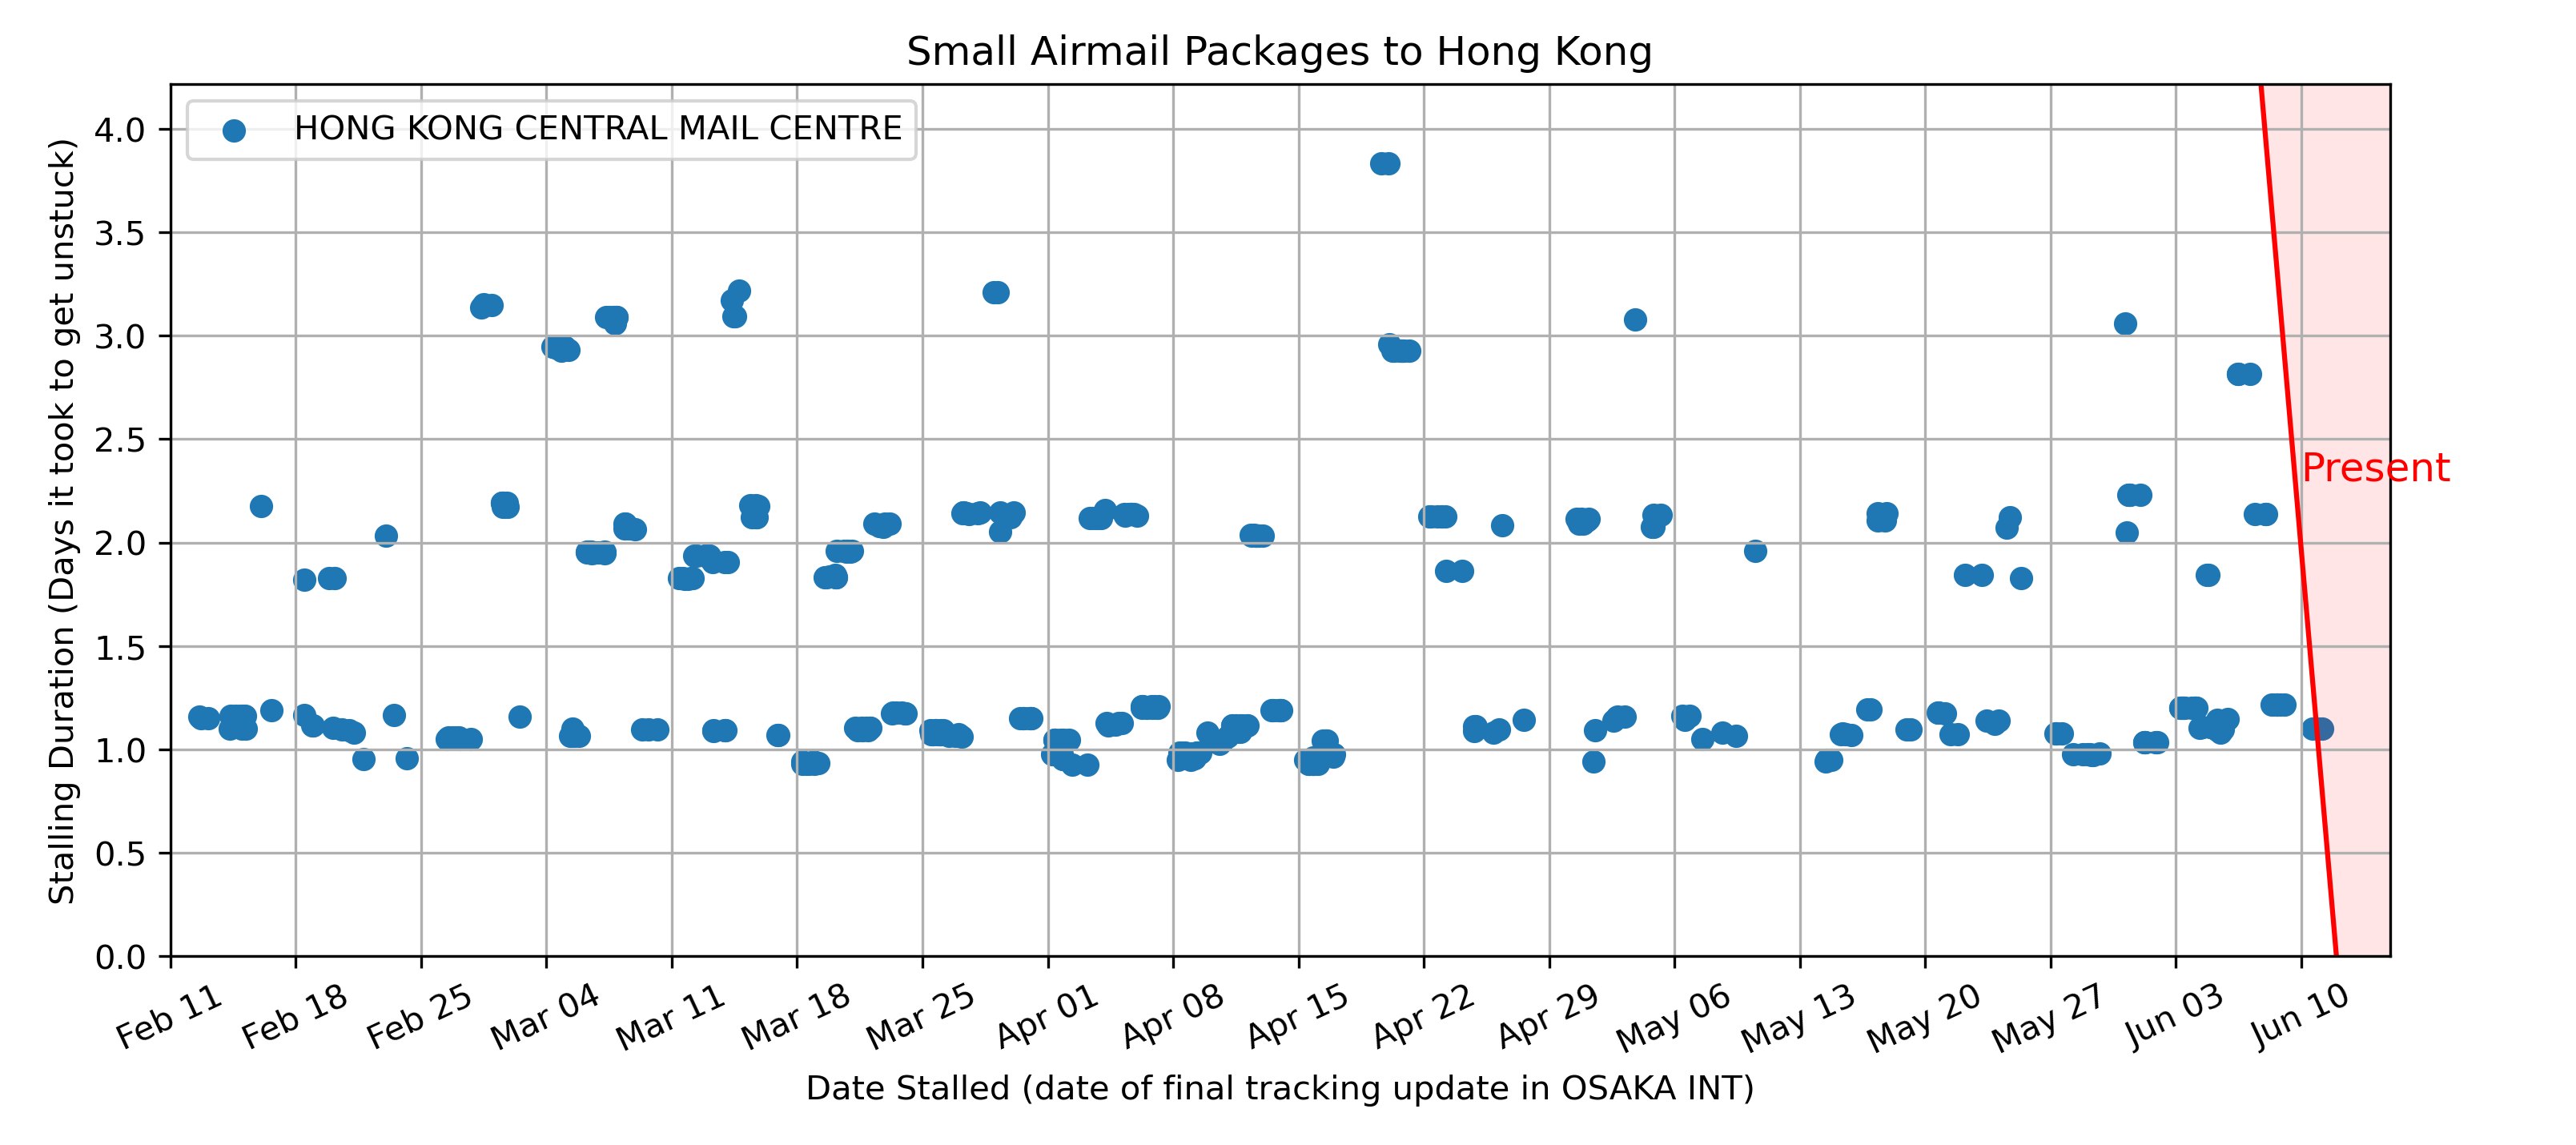 Small Airmail Packages to Hong Kong
HONG KONG CENTRAL MAIL CENTRE
Stalling Duration (Days it took to get unstuck)
4.0
3.5
3.0
2.5
2.0
1.5
1.0
0.5
0.0
Present
Feb 11
Feb 18
Feb 25
Mar 04
Mar 11
Mar 18
Mar 25
Apr 01
Apr 08
Apr 15
Apr 22
Apr 29
May 06
May 13
May 20
May 27
Jun 03
Jun 10
Date Stalled (date of final tracking update in OSAKA INT)